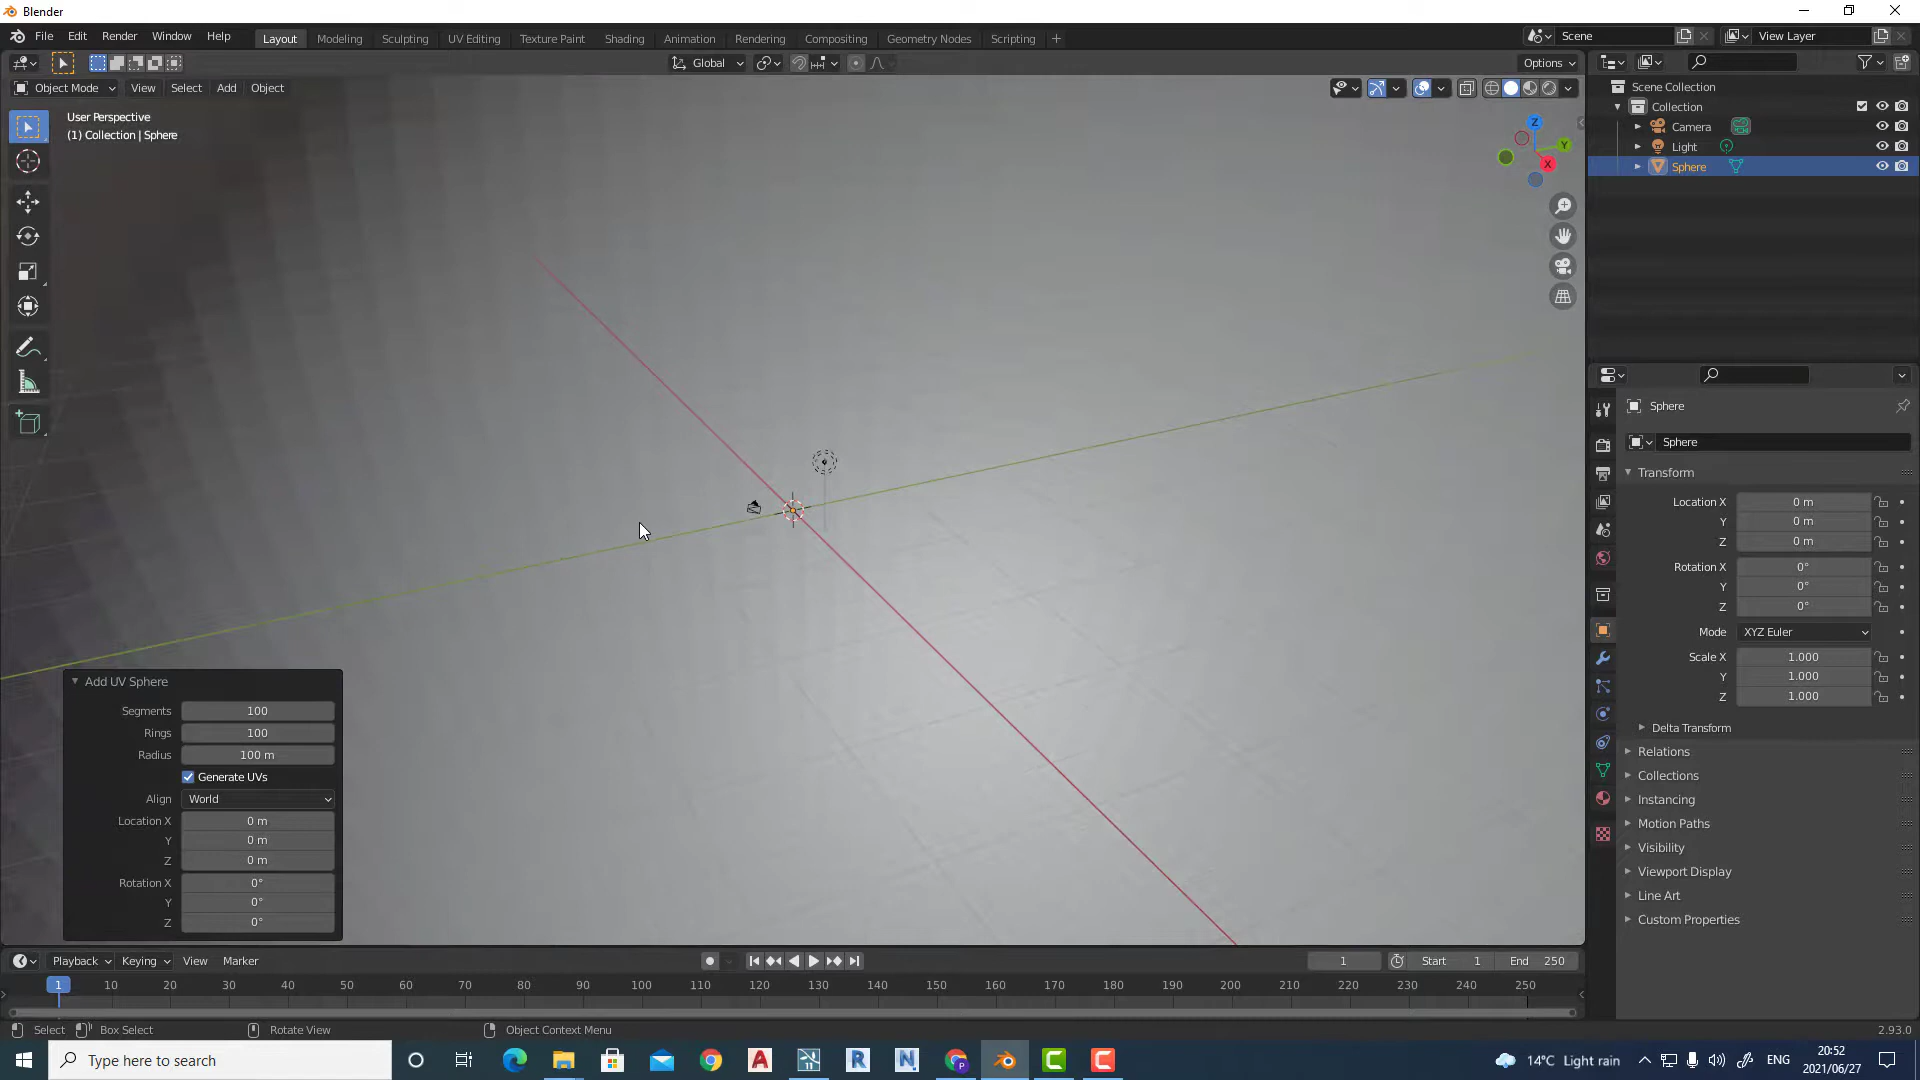 Blender
File Edit Render Window Help
Layout Modeling Sculpting UV Editing Texture Paint Shading Animation Rendering Compositing Geometry Nodes Scripting +
Scene
View Layer
Global
Options
Object Mode View Select Add Object
User Perspective
(1) Collection | Sphere
Z
Y
X
Scene Collection
Collection
Camera
Light
Sphere
Sphere
Sphere
Transform
Location X 0 m
Y 0 m
Z 0 m
Rotation X 0°
Y 0°
Z 0°
Mode XYZ Euler
Scale X 1.000
Y 1.000
Z 1.000
Delta Transform
Relations
Collections
Instancing
Motion Paths
Visibility
Viewport Display
Line Art
Custom Properties
Add UV Sphere
Segments 100
Rings 100
Radius 100 m
Generate UVs
Align World
Location X 0 m
Y 0 m
Z 0 m
Rotation X 0°
Y 0°
Z 0°
Playback Keying View Marker
1 Start 1 End 250
1 10 20 30 40 50 60 70 80 90 100 110 120 130 140 150 160 170 180 190 200 210 220 230 240 250
Select Box Select Rotate View Object Context Menu 2.93.0
Type here to search
14°C Light rain
ENG
20:52
2021/06/27